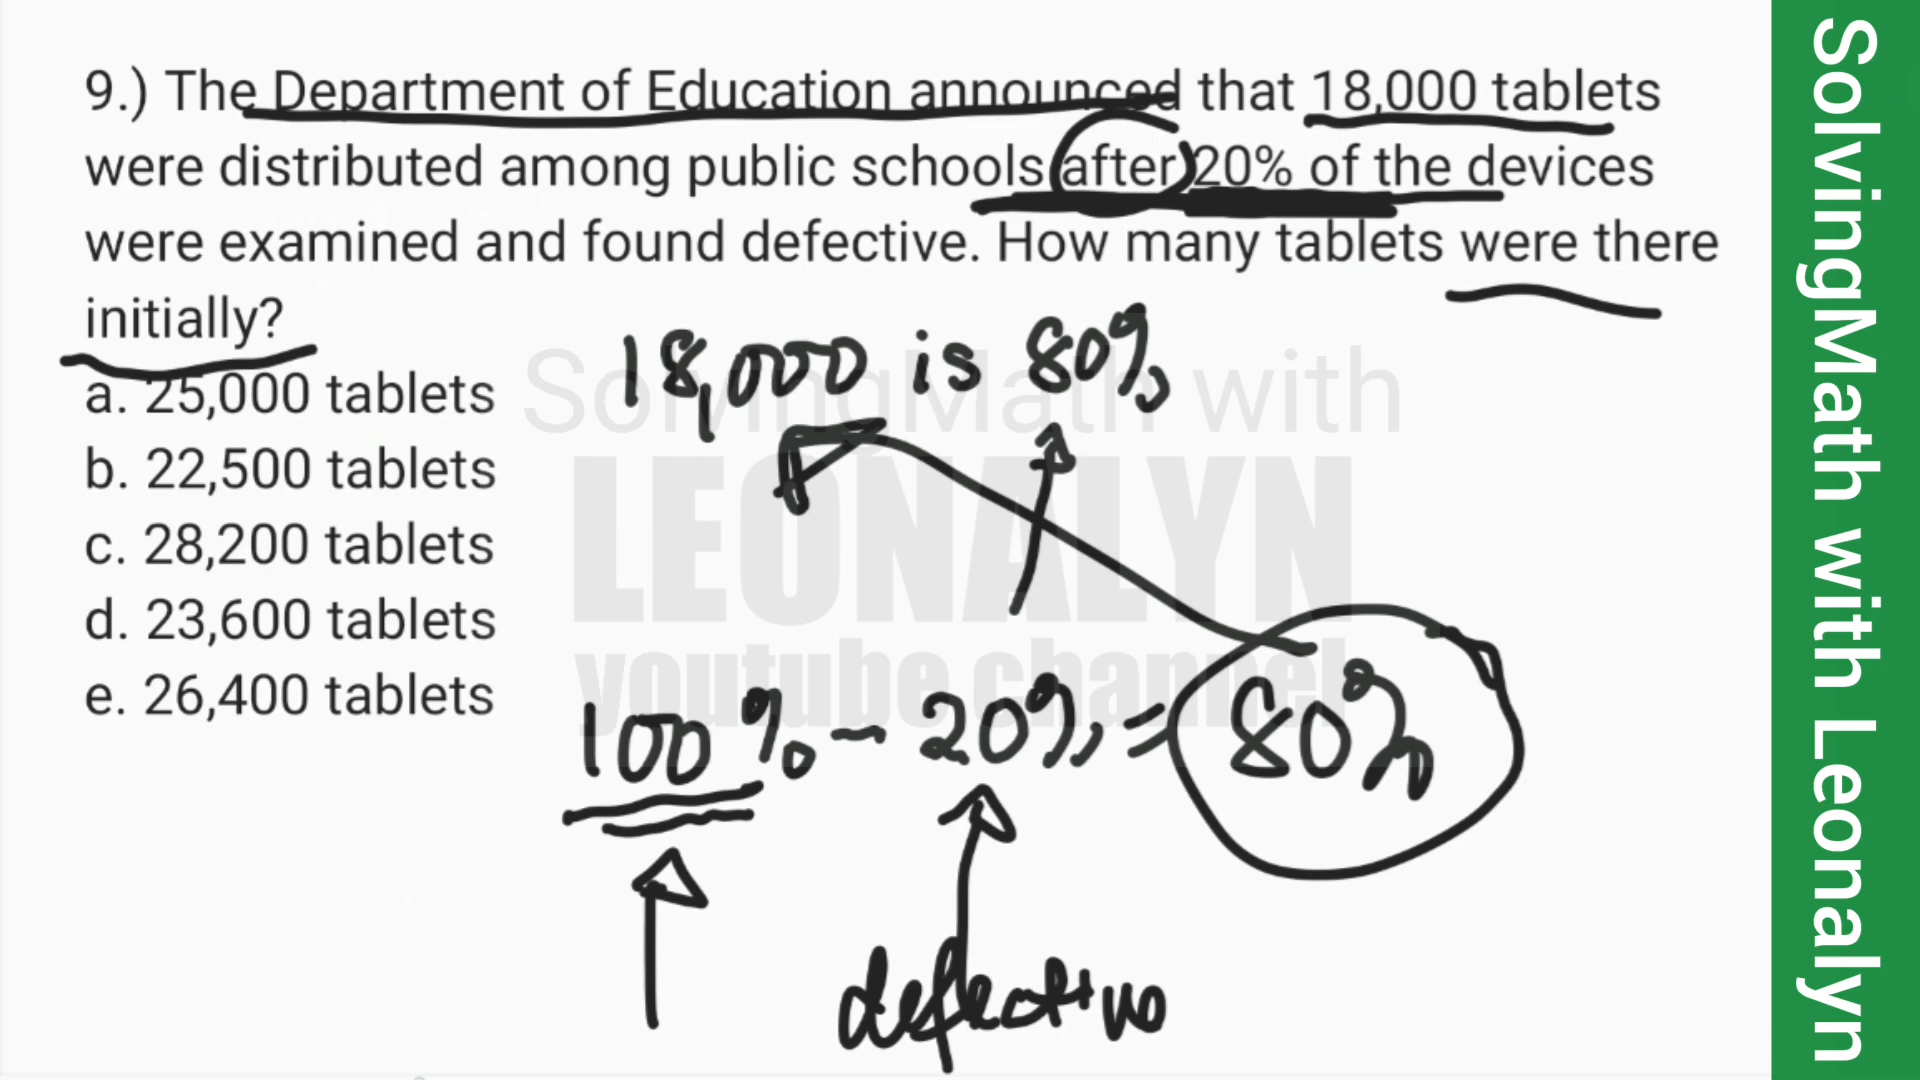 9.) The Department of Education announced that 18,000 tablets
were distributed among public schools after 20% of the devices
were examined and found defective. How many tablets were there
initially?
a. 25,000 tablets
b. 22,500 tablets
c. 28,200 tablets
d. 23,600 tablets
e. 26,400 tablets
18,000 is 80%
100% - 20% = 80%
defective
SolvingMath with
LEONALYN
youtube channel
SolvingMath with Leonalyn